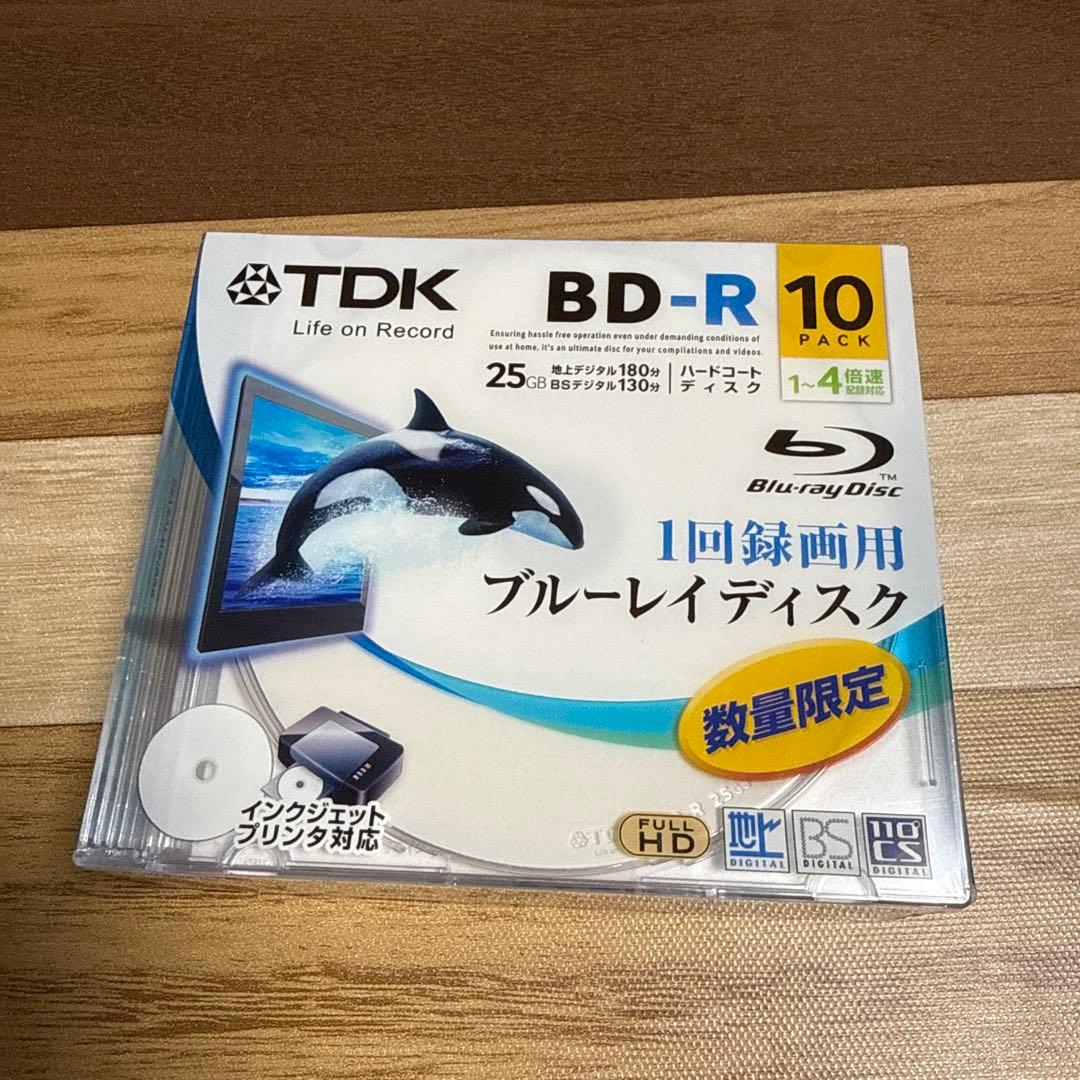 TDK
Life on Record
BD-R
Ensuring hassle free operation even under demanding conditions of
use at home, it's an ultimate disc for your compilations and videos.
25GB
地上デジタル180分
BSデジタル130分
ハードコート
ディスク
10
PACK
1~4倍速
記録対応
Blu-ray Disc
TM
1回録画用
ブルーレイディスク
数量限定
インクジェット
プリンタ対応
FULL
HD
地上
DIGITAL
BS
DIGITAL
110°
CS
DIGITAL